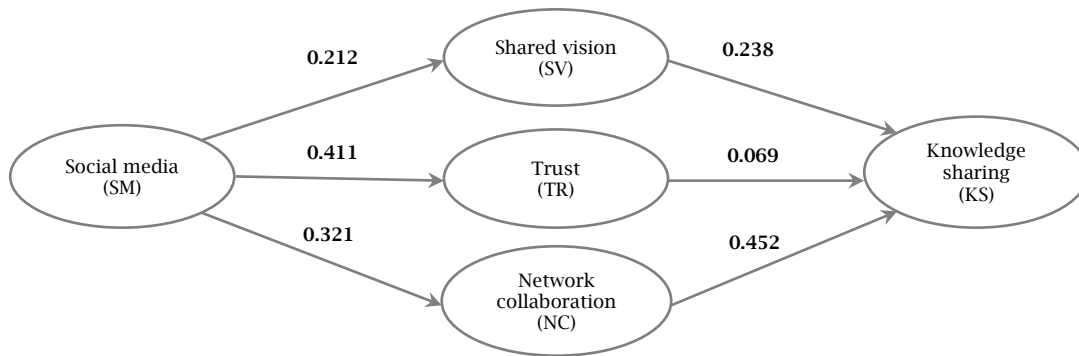 Shared vision
(SV)
0.212
0.238
Social media
(SM)
0.411
Trust
(TR)
0.069
Knowledge
sharing
(KS)
0.321
0.452
Network
collaboration
(NC)